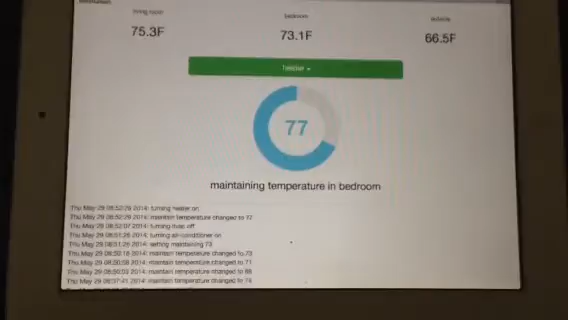 living room bedroom outside
75.3F 73.1F 66.5F
heater
77
maintaining temperature in bedroom
Thu May 29 08:52:29 2014: turning heater on
Thu May 29 08:52:29 2014: maintain temperature changed to 77
Thu May 29 08:52:07 2014: turning hvac off
Thu May 29 08:51:26 2014: turning air-conditioner on
Thu May 29 08:51:26 2014: setting maintaining 73
Thu May 29 08:50:18 2014: maintain temperature changed to 73
Thu May 29 08:50:08 2014: maintain temperature changed to 71
Thu May 29 08:50:03 2014: maintain temperature changed to 68
Thu May 29 08:37:41 2014: maintain temperature changed to 74